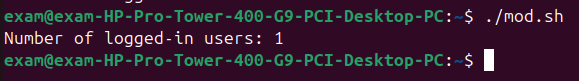 exam@exam-HP-Pro-Tower-400-G9-PCI-Desktop-PC:~$ ./mod.sh
Number of logged-in users: 1
exam@exam-HP-Pro-Tower-400-G9-PCI-Desktop-PC:~$